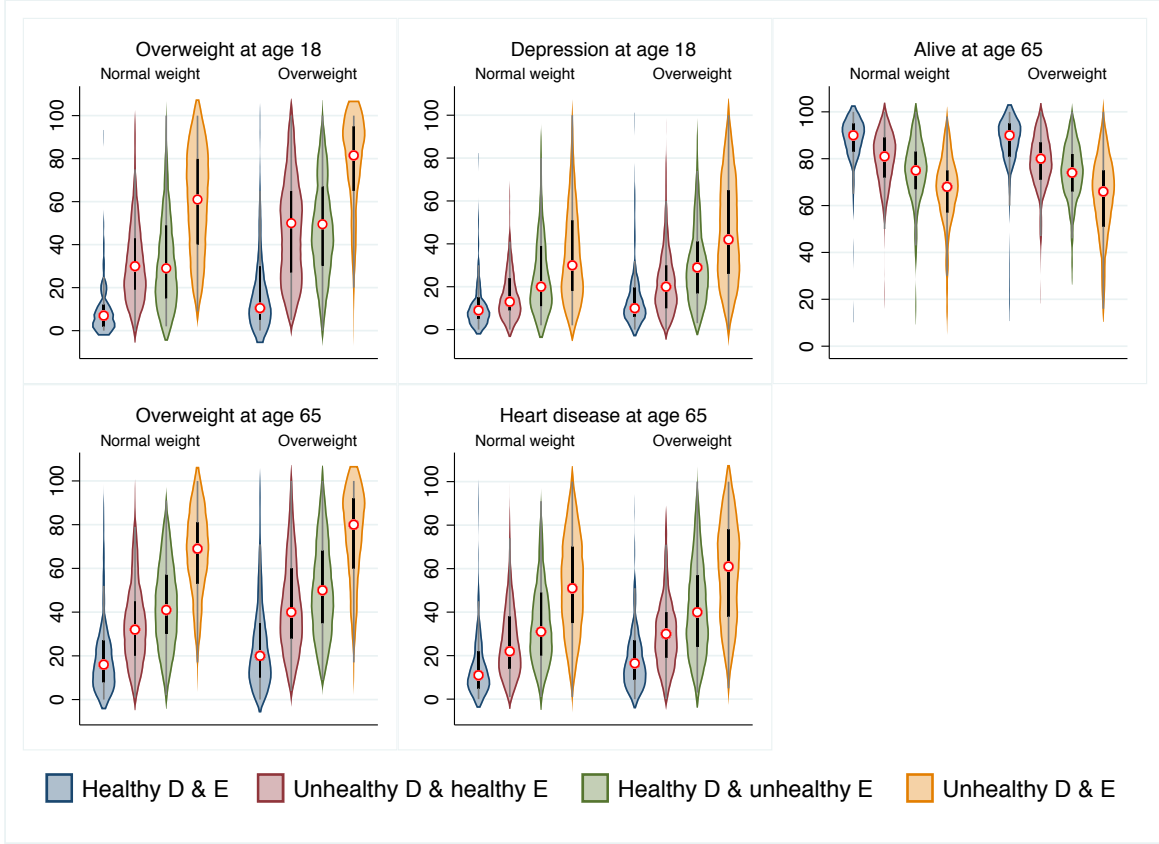 Overweight at age 18
Normal weight Overweight
100
80
60
40
20
0
Depression at age 18
Normal weight Overweight
100
80
60
40
20
0
Alive at age 65
Normal weight Overweight
100
80
60
40
20
0
Overweight at age 65
Normal weight Overweight
100
80
60
40
20
0
Heart disease at age 65
Normal weight Overweight
100
80
60
40
20
0
Healthy D & E Unhealthy D & healthy E Healthy D & unhealthy E Unhealthy D & E